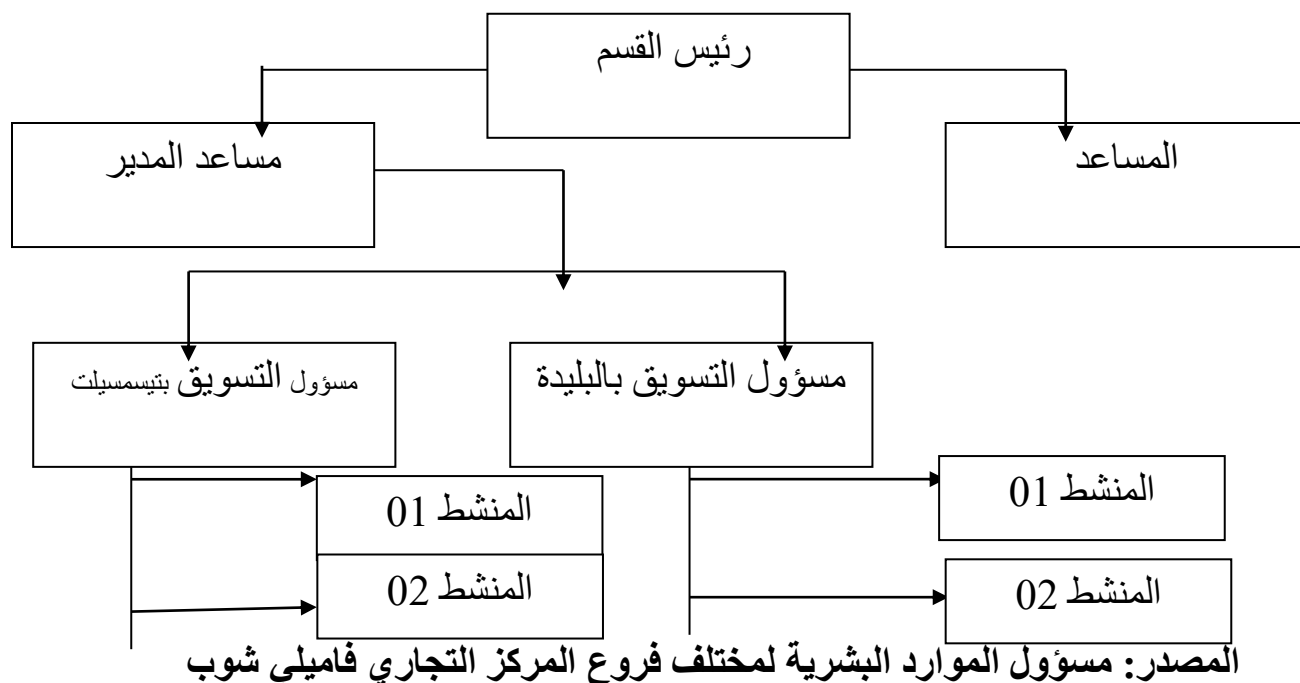 رئيس القسم
المساعد
مساعد المدير
مسؤول التسويق بالبليدة
مسؤول التسويق بتيسمسيلت
المنشط 01
المنشط 01
المنشط 02
المنشط 02
المصدر: مسؤول الموارد البشرية لمختلف فروع المركز التجاري فاميلي شوب